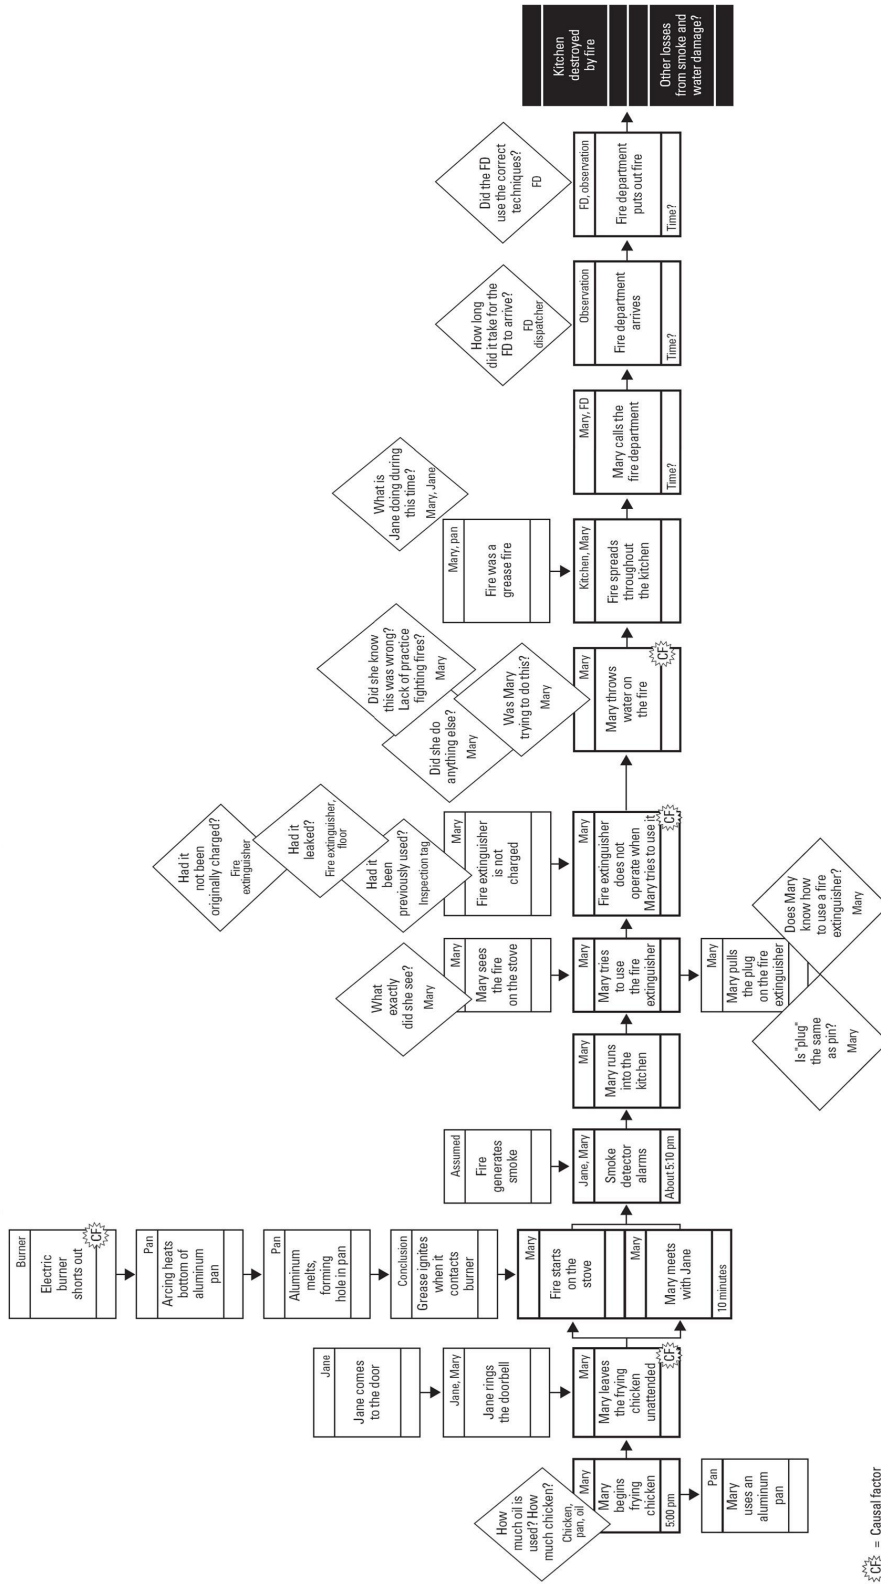 Burner
Electric
burner
shorts out
CF
Pan
Arcing heats
bottom of
aluminum
pan
Pan
Aluminum
melts,
forming
hole in pan
Conclusion
Grease ignites
when it
contacts
burner
Jane
Jane comes
to the door
Jane, Mary
Jane rings
the doorbell
How
much oil is
used? How
much chicken?
Chicken,
pan, oil
Mary
Mary
begins
frying
chicken
5:00 pm
Pan
Mary
uses an
aluminum
pan
Mary
Mary leaves
the frying
chicken
unattended
CF
Mary
Fire starts
on the
stove
Mary
Mary meets
with Jane
10 minutes
Assumed
Fire
generates
smoke
Jane, Mary
Smoke
detector
alarms
About 5:10 pm
Mary
Mary runs
into the
kitchen
What
exactly
did she see?
Mary
Mary
Mary sees
the fire
on the stove
Mary
Mary tries
to use
the fire
extinguisher
Mary
Mary pulls
the plug
on the fire
extinguisher
Is "plug"
the same
as pin?
Mary
Does Mary
know how
to use a fire
extinguisher?
Mary
Had it
not been
originally charged?
Fire
extinguisher
Had it
leaked?
Fire extinguisher,
floor
Had it
been
previously used?
Inspection tag
Mary
Fire extinguisher
is not
charged
Mary
Fire extinguisher
does not
operate when
Mary tries to use it
CF
Did she know
this was wrong?
Lack of practice
fighting fires?
Mary
Did she do
anything else?
Mary
Was Mary
trying to do this?
Mary
Mary
Mary throws
water on
the fire
CF
What is
Jane doing during
this time?
Mary, Jane
Mary, pan
Fire was a
grease fire
Kitchen, Mary
Fire spreads
throughout
the kitchen
Mary, FD
Mary calls the
fire department
Time?
How long
did it take for the
FD to arrive?
FD
dispatcher
Observation
Fire department
arrives
Time?
Did the FD
use the correct
techniques?
FD
FD, observation
Fire department
puts out fire
Time?
Kitchen
destroyed
by fire
Other losses
from smoke and
water damage?
CF = Causal factor